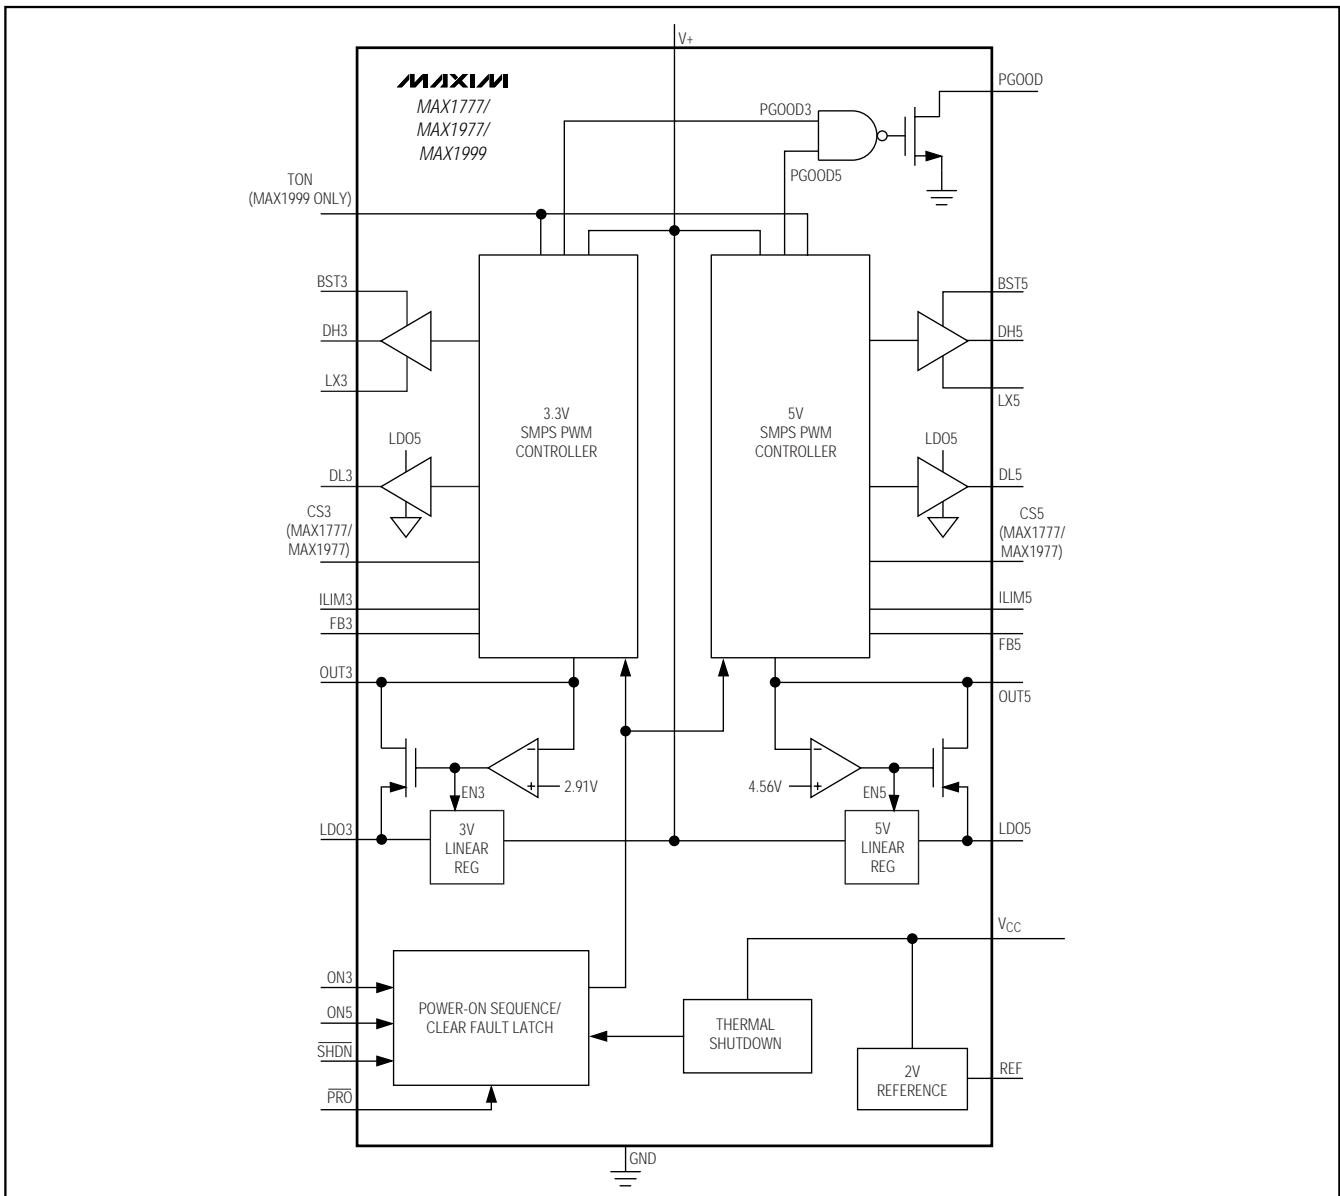 V+
MAXIM
MAX1777/
MAX1977/
MAX1999
PGOOD
PGOOD3
PGOOD5
TON
(MAX1999 ONLY)
BST3
DH3
LX3
LDO5
DL3
CS3
(MAX1777/
MAX1977)
ILIM3
FB3
OUT3
3.3V
SMPS PWM
CONTROLLER
5V
SMPS PWM
CONTROLLER
BST5
DH5
LX5
LDO5
DL5
CS5
(MAX1777/
MAX1977)
ILIM5
FB5
OUT5
−
+
2.91V
EN3
LDO3
3V
LINEAR
REG
4.56V
−
+
EN5
5V
LINEAR
REG
LDO5
VCC
ON3
ON5
SHDN
PRO
POWER-ON SEQUENCE/
CLEAR FAULT LATCH
THERMAL
SHUTDOWN
2V
REFERENCE
REF
GND